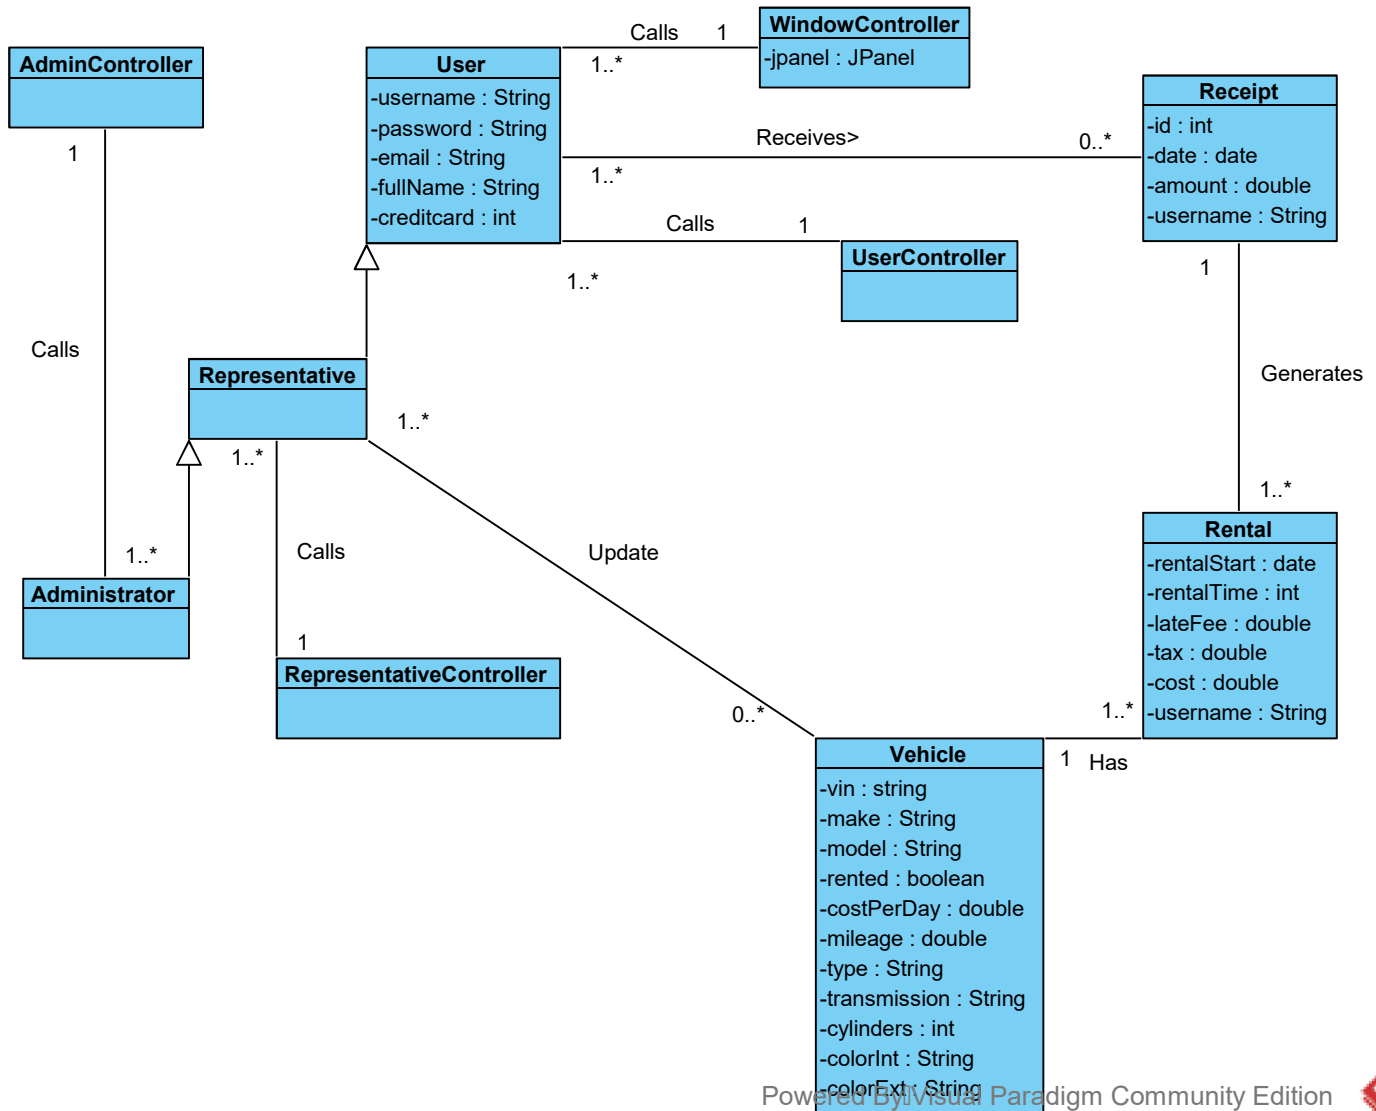 AdminController
1
Calls
1..*
Administrator
User
-username : String
-password : String
-email : String
-fullName : String
-creditcard : int
Calls
1
1..*
WindowController
-jpanel : JPanel
Receives>
0..*
1..*
Receipt
-id : int
-date : date
-amount : double
-username : String
Calls
1
1..*
UserController
1
Generates
1..*
Representative
1..*
1..*
Calls
1
RepresentativeController
Update
0..*
Rental
-rentalStart : date
-rentalTime : int
-lateFee : double
-tax : double
-cost : double
-username : String
1..*
1
Has
Vehicle
-vin : string
-make : String
-model : String
-rented : boolean
-costPerDay : double
-mileage : double
-type : String
-transmission : String
-cylinders : int
-colorInt : String
-colorExt : String
Powered By Visual Paradigm Community Edition